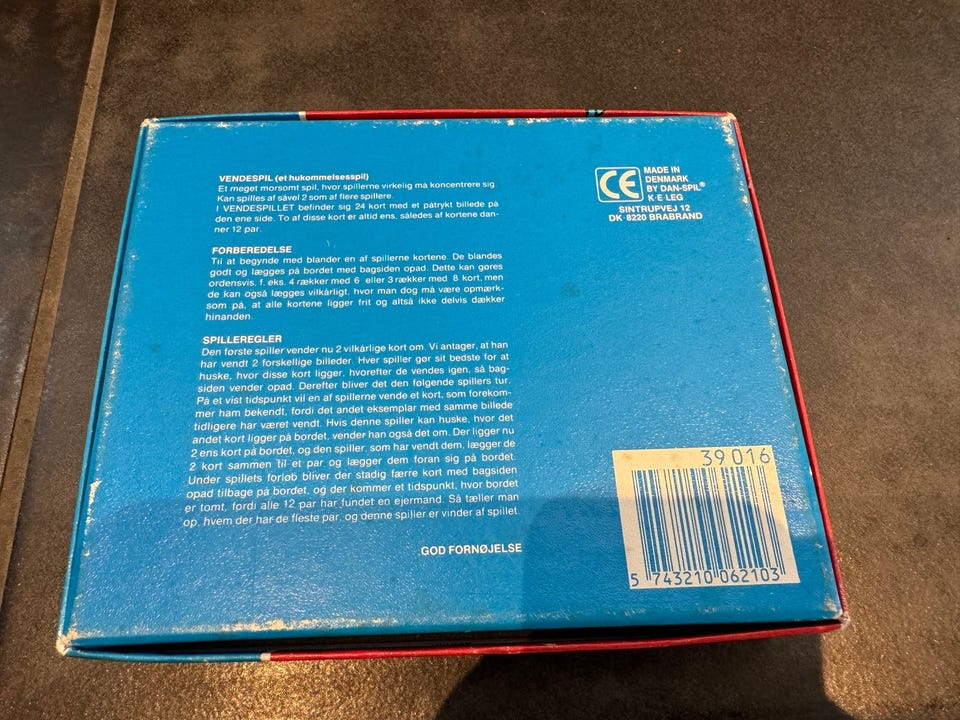 VENDESPIL (et hukommelsesspil)
Et meget morsomt spil, hvor spillerne virkelig må koncentrere sig.
Kan spilles af såvel 2 som af flere spillere.
I VENDESPILLET befinder sig 24 kort med et påtrykt billede på
den ene side. To af disse kort er altid ens, således af kortene dan-
ner 12 par.
FORBEREDELSE
Til at begynde med blander en af spillerne kortene. De blandes
godt og lægges på bordet med bagsiden opad. Dette kan gøres
ordensvis, f. eks. 4 rækker med 6 eller 3 rækker med 8 kort, men
de kan også lægges vilkårligt, hvor man dog må være opmærk-
som på, at alle kortene ligger frit og altså ikke delvis dækker
hinanden.
SPILLEREGLER
Den første spiller vender nu 2 vilkårlige kort om. Vi antager, at han
har vendt 2 forskellige billeder. Hver spiller gør sit bedste for at
huske, hvor disse kort ligger, hvorefter de vendes igen, så bag-
siden vender opad. Derefter bliver det den følgende spillers tur.
På et vist tidspunkt vil en af spillerne vende et kort, som forekom-
mer ham bekendt, fordi det andet eksemplar med samme billede
tidligere har været vendt. Hvis denne spiller kan huske, hvor det
andet kort ligger på bordet, vender han også det om. Der ligger nu
2 ens kort på bordet, og den spiller, som har vendt dem, lægger de
2 kort sammen til et par og lægger dem foran sig på bordet.
Under spillets forløb bliver der stadig færre kort med bagsiden
opad tilbage på bordet, og der kommer et tidspunkt, hvor bordet
er tomt, fordi alle 12 par har fundet en ejermand. Så tæller man
op, hvem der har de fleste par, og denne spiller er vinder af spillet.
GOD FORNØJELSE
CE
MADE IN
DENMARK
BY DAN-SPIL®
K·E LEG
SINTRUPVEJ 12
DK-8220 BRABRAND
39 016
5 743210 062103